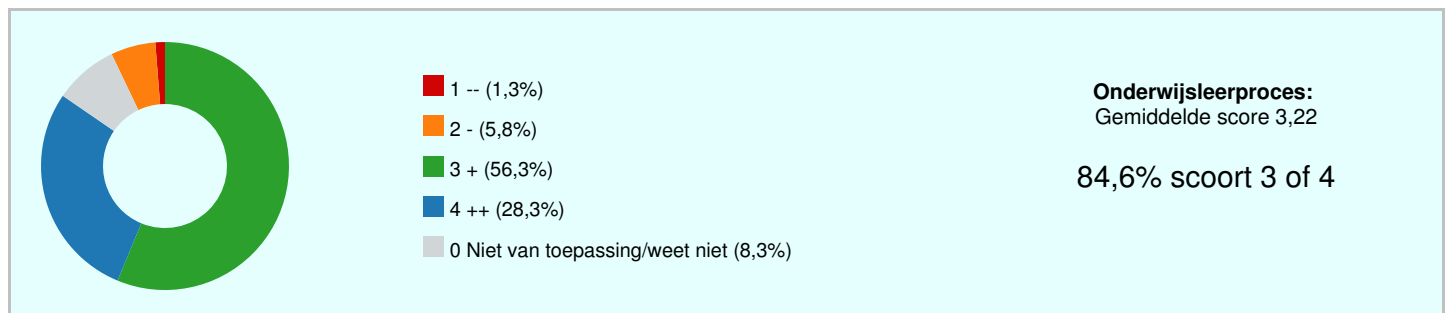 1 -- (1,3%)
2 - (5,8%)
3 + (56,3%)
4 ++ (28,3%)
0 Niet van toepassing/weet niet (8,3%)
Onderwijsleerproces:
Gemiddelde score 3,22
84,6% scoort 3 of 4